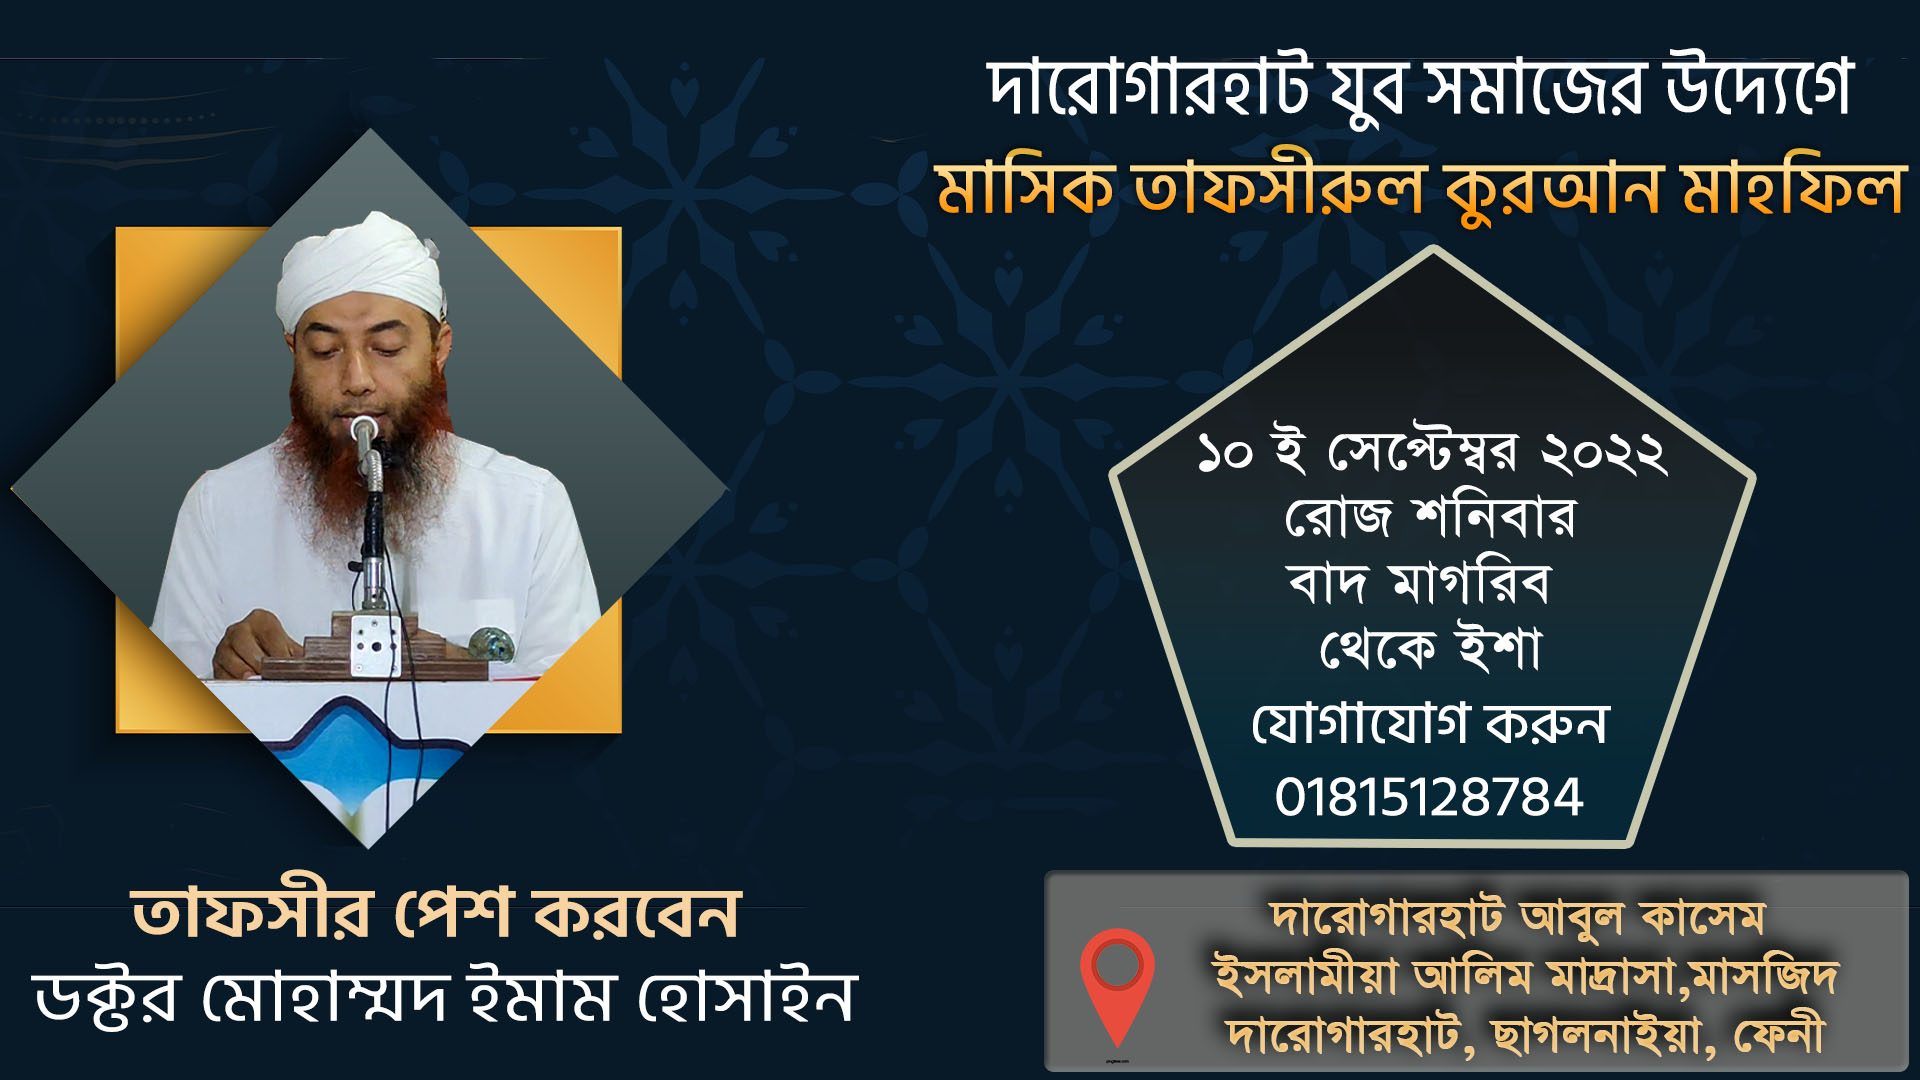 দারোগারহাট যুব সমাজের উদ্যেগে
মাসিক তাফসীরুল কুরআন মাহফিল
১০ ই সেপ্টেম্বর ২০২২
রোজ শনিবার
বাদ মাগরিব
থেকে ইশা
যোগাযোগ করুন
01815128784
তাফসীর পেশ করবেন
ডক্টর মোহাম্মদ ইমাম হোসাইন
দারোগারহাট আবুল কাসেম
ইসলামীয়া আলিম মাদ্রাসা,মাসজিদ
দারোগারহাট, ছাগলনাইয়া, ফেনী